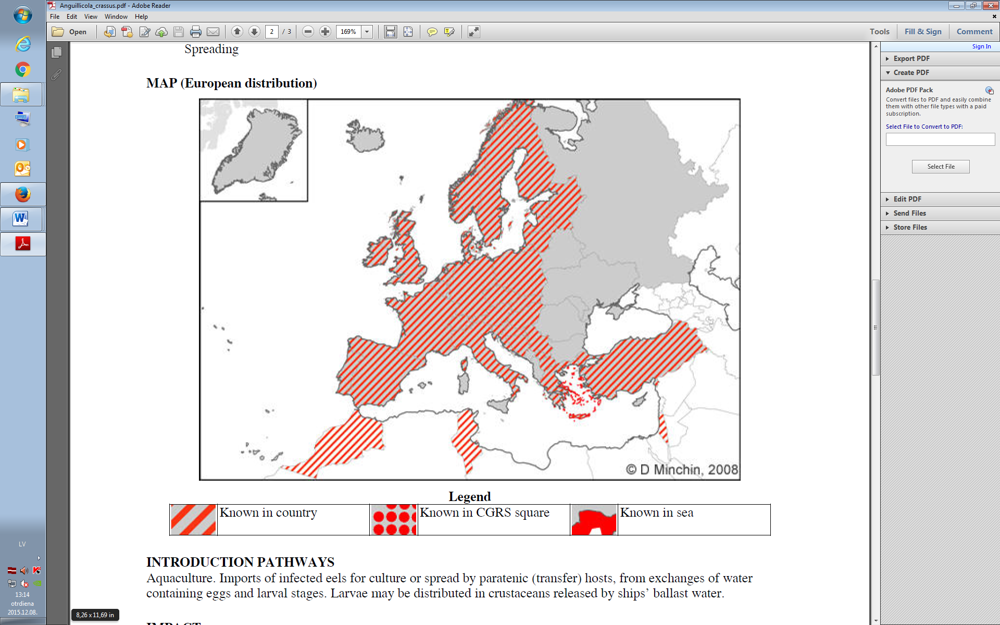 Anguillicola_crassus.pdf - Adobe Reader
File Edit View Window Help
Open 2 / 3 169% Tools Fill & Sign Comment
Sign In
Export PDF
Create PDF
Adobe PDF Pack
Convert files to PDF and easily combine
them with other file types with a paid
subscription.
Select File to Convert to PDF:
Select File
Edit PDF
Send Files
Store Files
Spreading
MAP (European distribution)
© D Minchin, 2008
Legend
Known in country Known in CGRS square Known in sea
INTRODUCTION PATHWAYS
Aquaculture. Imports of infected eels for culture or spread by paratenic (transfer) hosts, from exchanges of water
containing eggs and larval stages. Larvae may be distributed in crustaceans released by ships’ ballast water.
IMPACT
8,26 x 11,69 in
LV
13:14
otrdiena
2015.12.08.